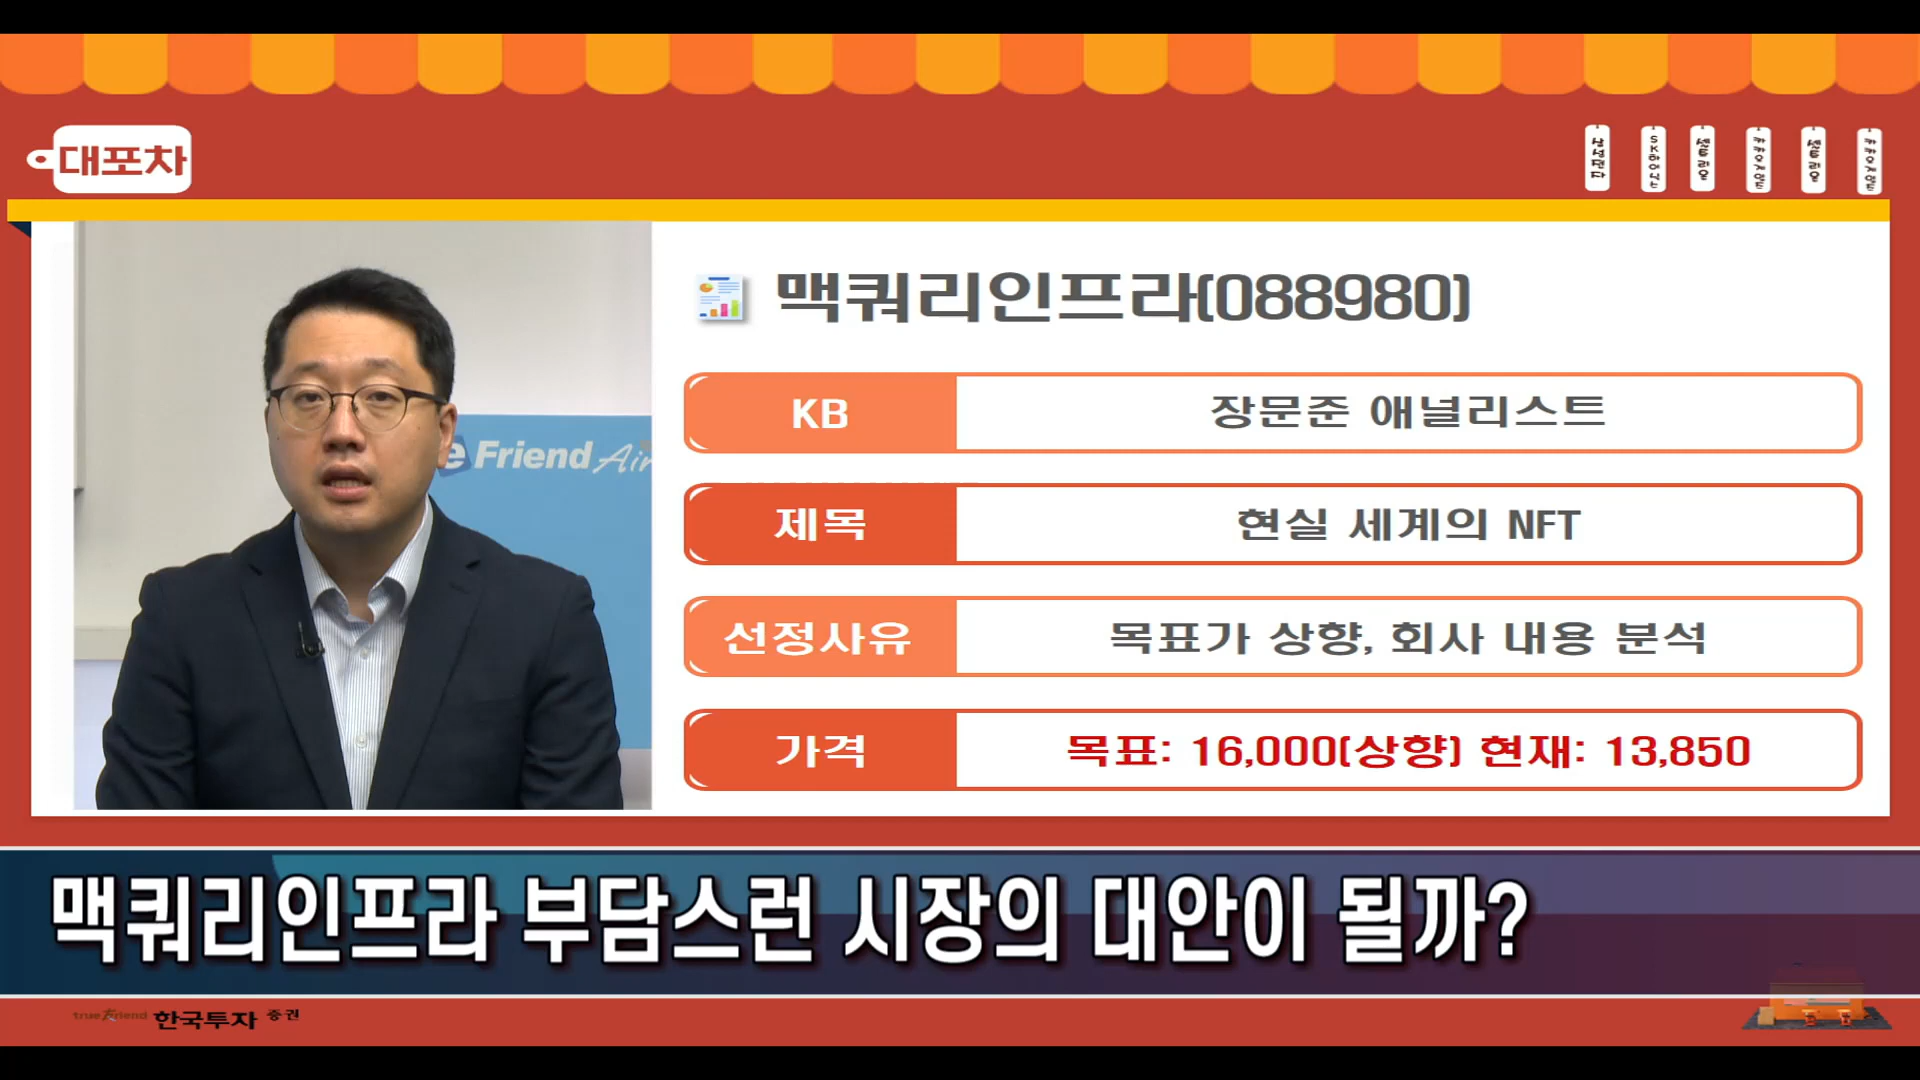 대포차
맥쿼리인프라(088980)
KB
장문준 애널리스트
제목
현실 세계의 NFT
선정사유
목표가 상향, 회사 내용 분석
가격
목표: 16,000(상향) 현재: 13,850
e Friend Air
맥쿼리인프라 부담스런 시장의 대안이 될까?
true Friend 한국투자 증권